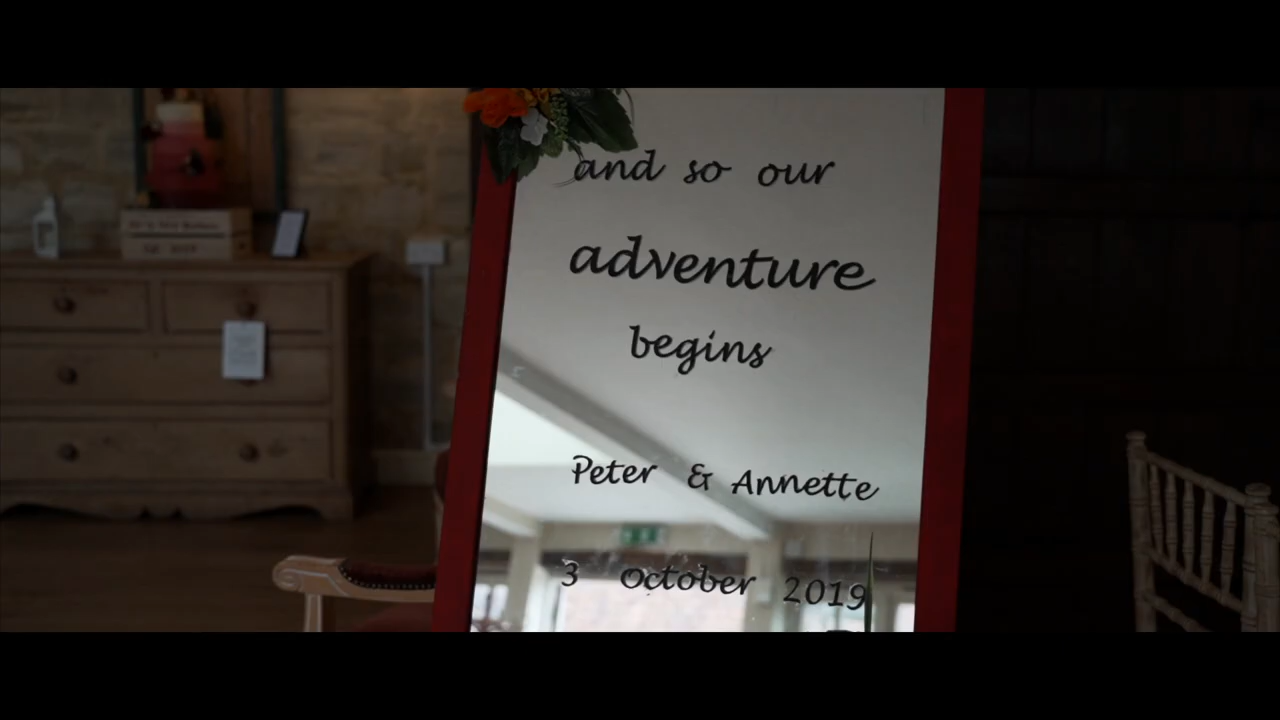 and so our
adventure
begins
Peter & Annette
3 october 2019